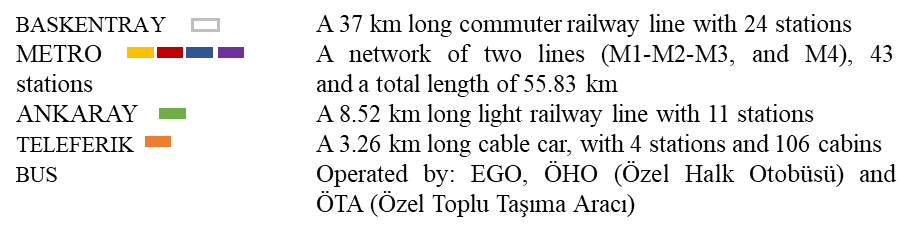 BASKENTRAY A 37 km long commuter railway line with 24 stations
METRO A network of two lines (M1-M2-M3, and M4), 43
stations and a total length of 55.83 km
ANKARAY A 8.52 km long light railway line with 11 stations
TELEFERIK A 3.26 km long cable car, with 4 stations and 106 cabins
BUS Operated by: EGO, ÖHO (Özel Halk Otobüsü) and
ÖTA (Özel Toplu Taşıma Aracı)